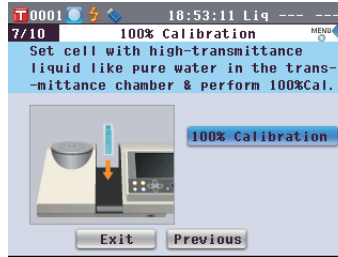 T 0001 18:53:11 Liq --- ---
7/10 100% Calibration MENU
Set cell with high-transmittance
liquid like pure water in the trans-
-mittance chamber & perform 100%Cal.
100% Calibration
Exit Previous